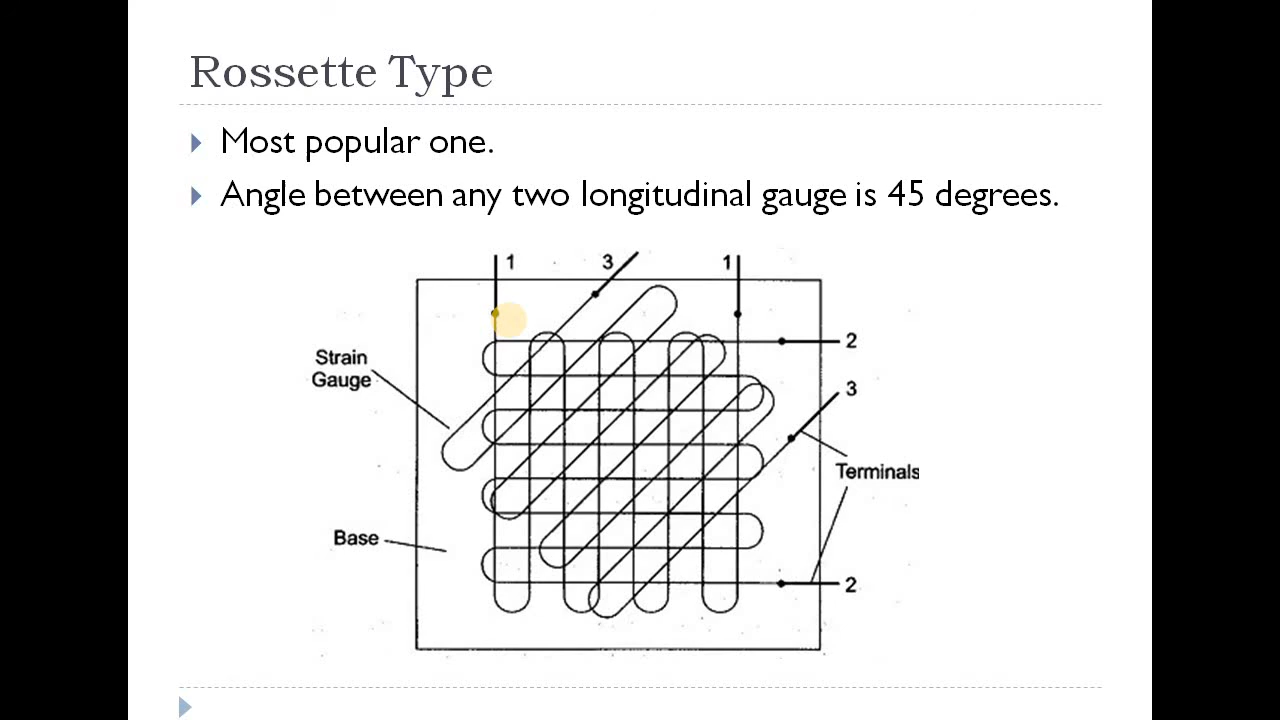 Rossette Type
Most popular one.
Angle between any two longitudinal gauge is 45 degrees.
1
3
1
2
Strain
Gauge
3
Terminals
Base
2